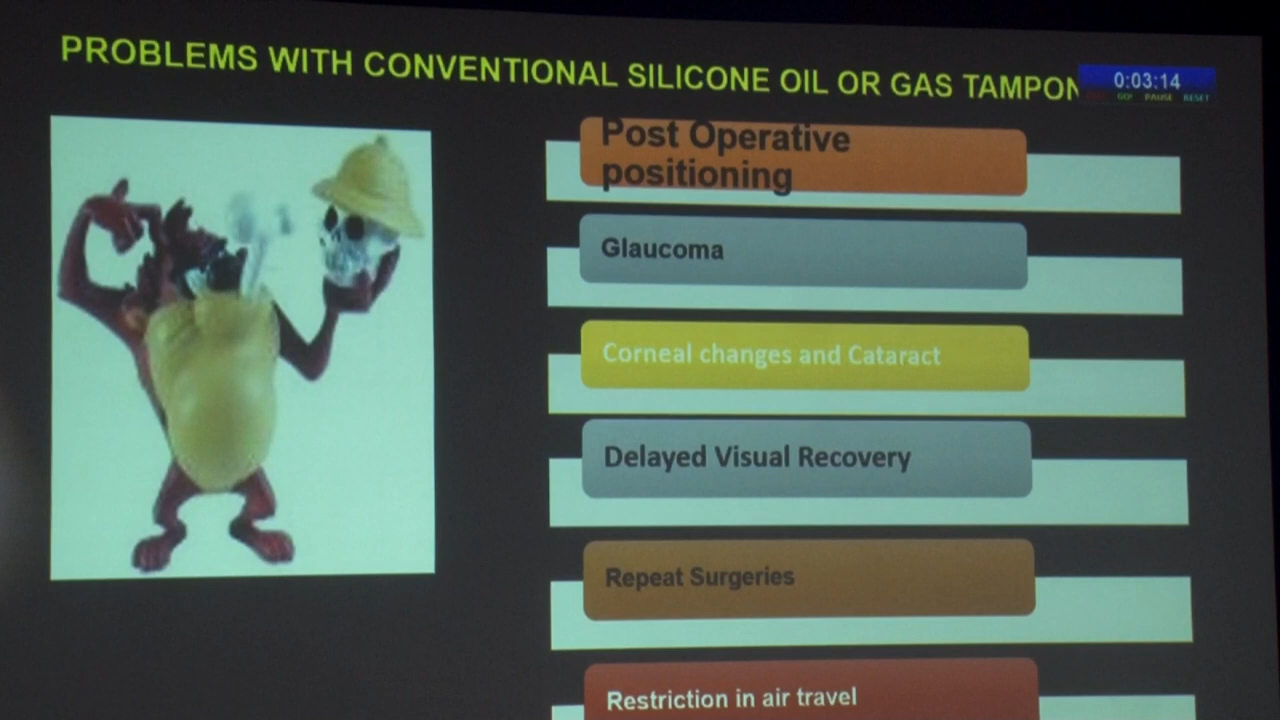 PROBLEMS WITH CONVENTIONAL SILICONE OIL OR GAS TAMPON
0:03:14
PAUSE RESET
Post Operative
positioning
Glaucoma
Corneal changes and Cataract
Delayed Visual Recovery
Repeat Surgeries
Restriction in air travel